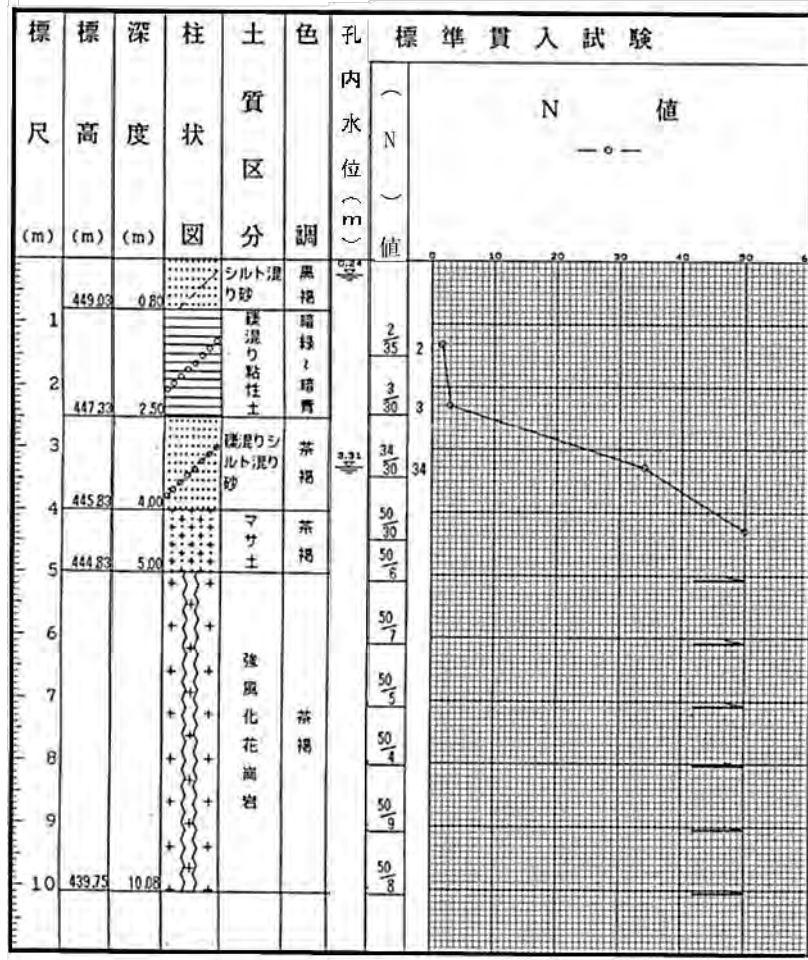 標尺(m)
標高(m)
深度(m)
柱状図
土質区分
色調
孔内水位(m)
標準貫入試験
(N)値
N 値
0 10 20 30 40 50 6
449.03 0.80 シルト混り砂 黒褐
447.33 2.50 礫混り粘性土 暗緑~暗青
445.83 4.00 礫混りシルト混り砂 茶褐 3.31
444.83 5.00 マサ土 茶褐
439.75 10.08 強風化花崗岩 茶褐
1
2
3
4
5
6
7
8
9
10
2/35 2
3/30 3
34/30 34
50/30
50/6
50/7
50/5
50/4
50/9
50/8